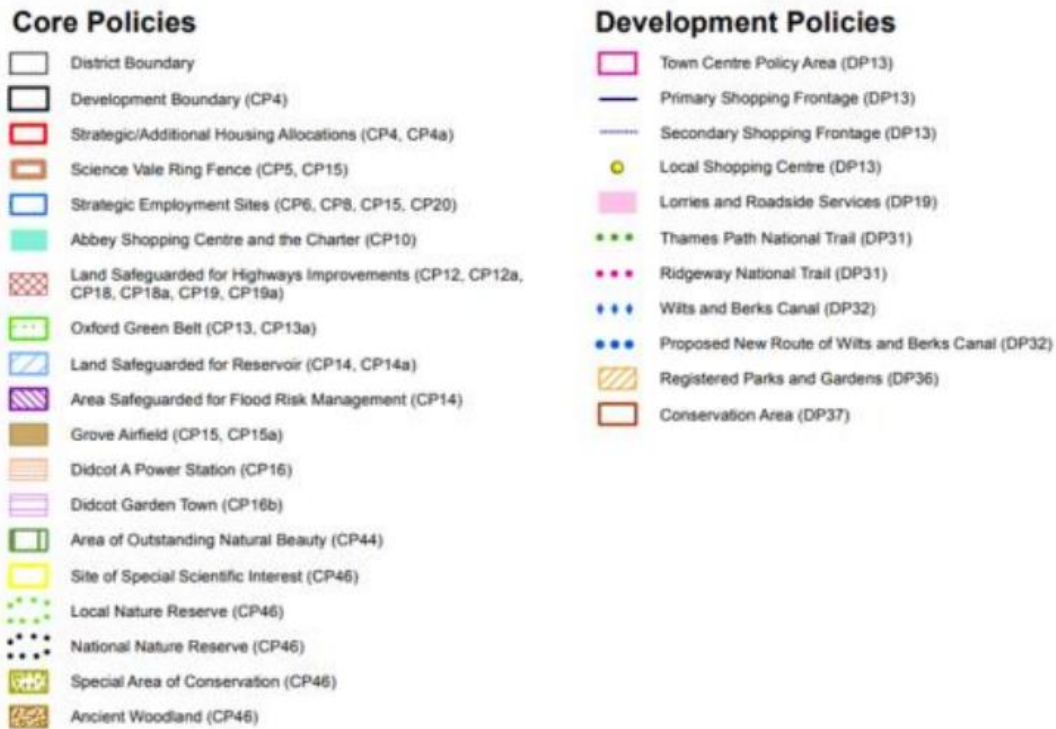 Core Policies
District Boundary
Development Boundary (CP4)
Strategic/Additional Housing Allocations (CP4, CP4a)
Science Vale Ring Fence (CP5, CP15)
Strategic Employment Sites (CP6, CP8, CP15, CP20)
Abbey Shopping Centre and the Charter (CP10)
Land Safeguarded for Highways Improvements (CP12, CP12a,
CP18, CP18a, CP19, CP19a)
Oxford Green Belt (CP13, CP13a)
Land Safeguarded for Reservoir (CP14, CP14a)
Area Safeguarded for Flood Risk Management (CP14)
Grove Airfield (CP15, CP15a)
Didcot A Power Station (CP16)
Didcot Garden Town (CP16b)
Area of Outstanding Natural Beauty (CP44)
Site of Special Scientific Interest (CP46)
Local Nature Reserve (CP46)
National Nature Reserve (CP46)
Special Area of Conservation (CP46)
Ancient Woodland (CP46)
Development Policies
Town Centre Policy Area (DP13)
Primary Shopping Frontage (DP13)
Secondary Shopping Frontage (DP13)
Local Shopping Centre (DP13)
Lorries and Roadside Services (DP19)
Thames Path National Trail (DP31)
Ridgeway National Trail (DP31)
Wilts and Berks Canal (DP32)
Proposed New Route of Wilts and Berks Canal (DP32)
Registered Parks and Gardens (DP36)
Conservation Area (DP37)